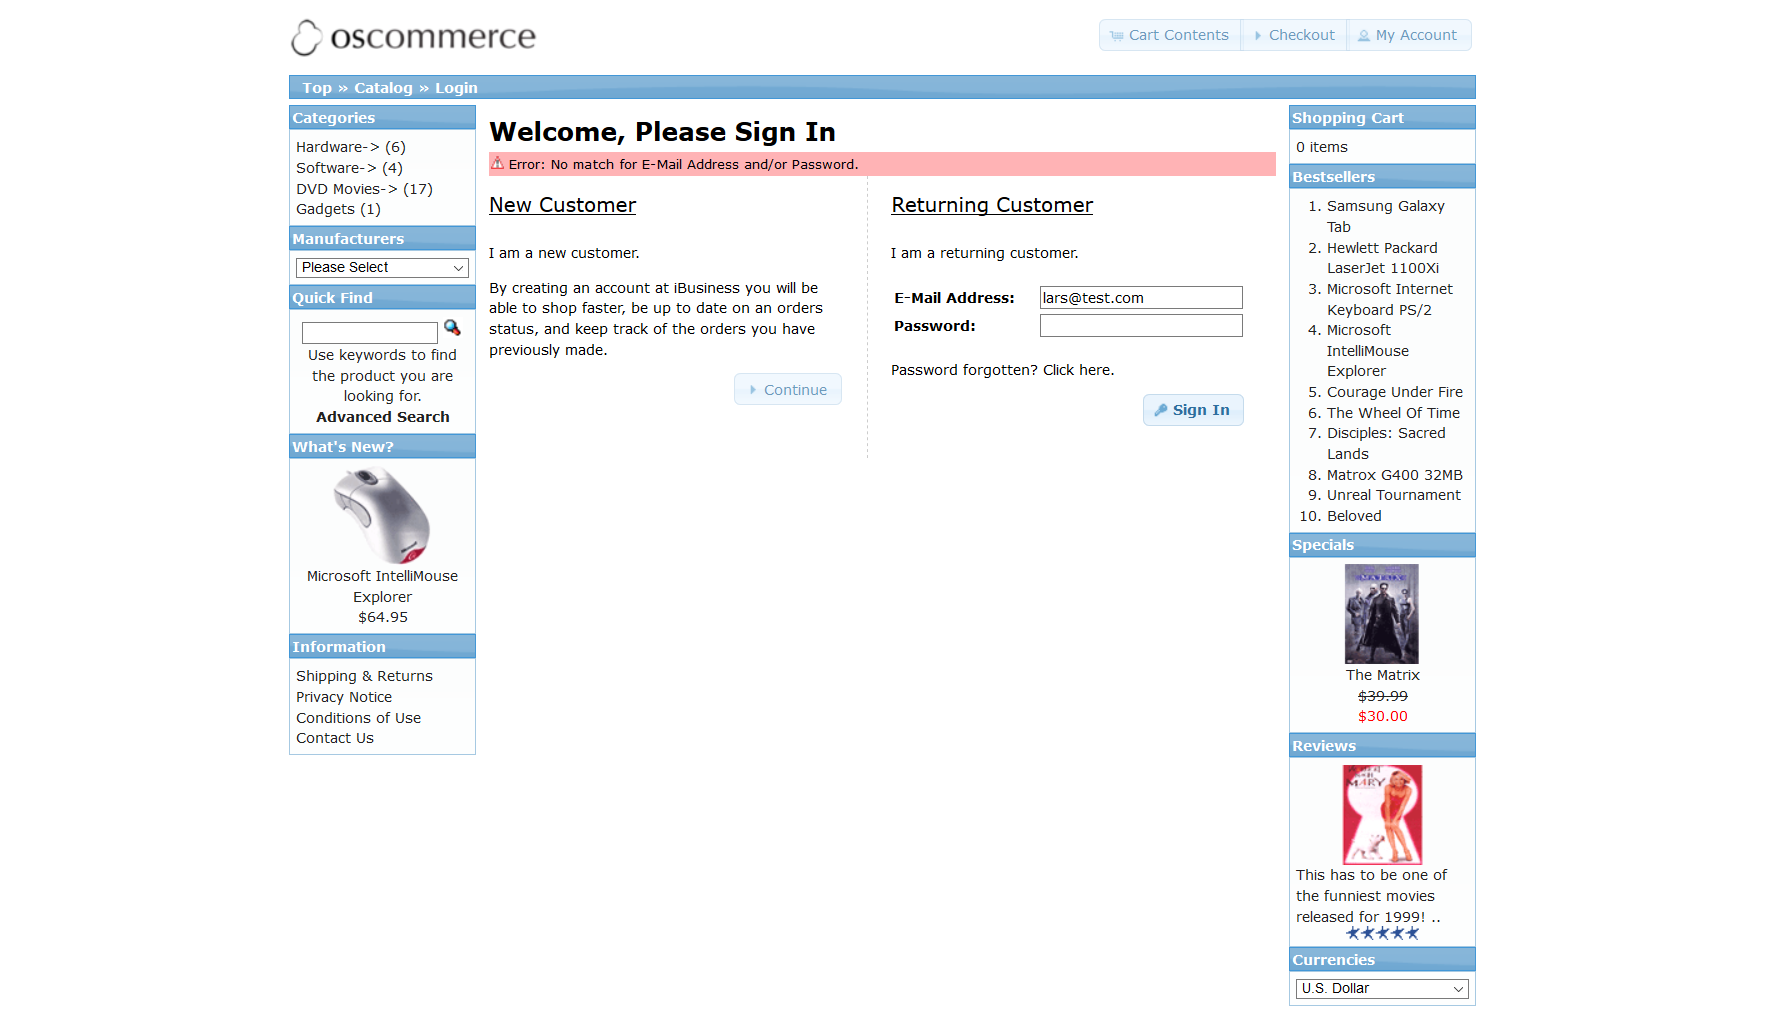 oscommerce
Cart Contents
Checkout
My Account
Top » Catalog » Login
Categories
Hardware-> (6)
Software-> (4)
DVD Movies-> (17)
Gadgets (1)
Manufacturers
Please Select
Quick Find
Use keywords to find
the product you are
looking for.
Advanced Search
What's New?
Microsoft IntelliMouse
Explorer
$64.95
Information
Shipping & Returns
Privacy Notice
Conditions of Use
Contact Us
Welcome, Please Sign In
Error: No match for E-Mail Address and/or Password.
New Customer
I am a new customer.
By creating an account at iBusiness you will be
able to shop faster, be up to date on an orders
status, and keep track of the orders you have
previously made.
Continue
Returning Customer
I am a returning customer.
E-Mail Address: lars@test.com
Password:
Password forgotten? Click here.
Sign In
Shopping Cart
0 items
Bestsellers
1. Samsung Galaxy
Tab
2. Hewlett Packard
LaserJet 1100Xi
3. Microsoft Internet
Keyboard PS/2
4. Microsoft
IntelliMouse
Explorer
5. Courage Under Fire
6. The Wheel Of Time
7. Disciples: Sacred
Lands
8. Matrox G400 32MB
9. Unreal Tournament
10. Beloved
Specials
MATRIX
The Matrix
$39.99
$30.00
Reviews
MARY
This has to be one of
the funniest movies
released for 1999! ..
Currencies
U.S. Dollar